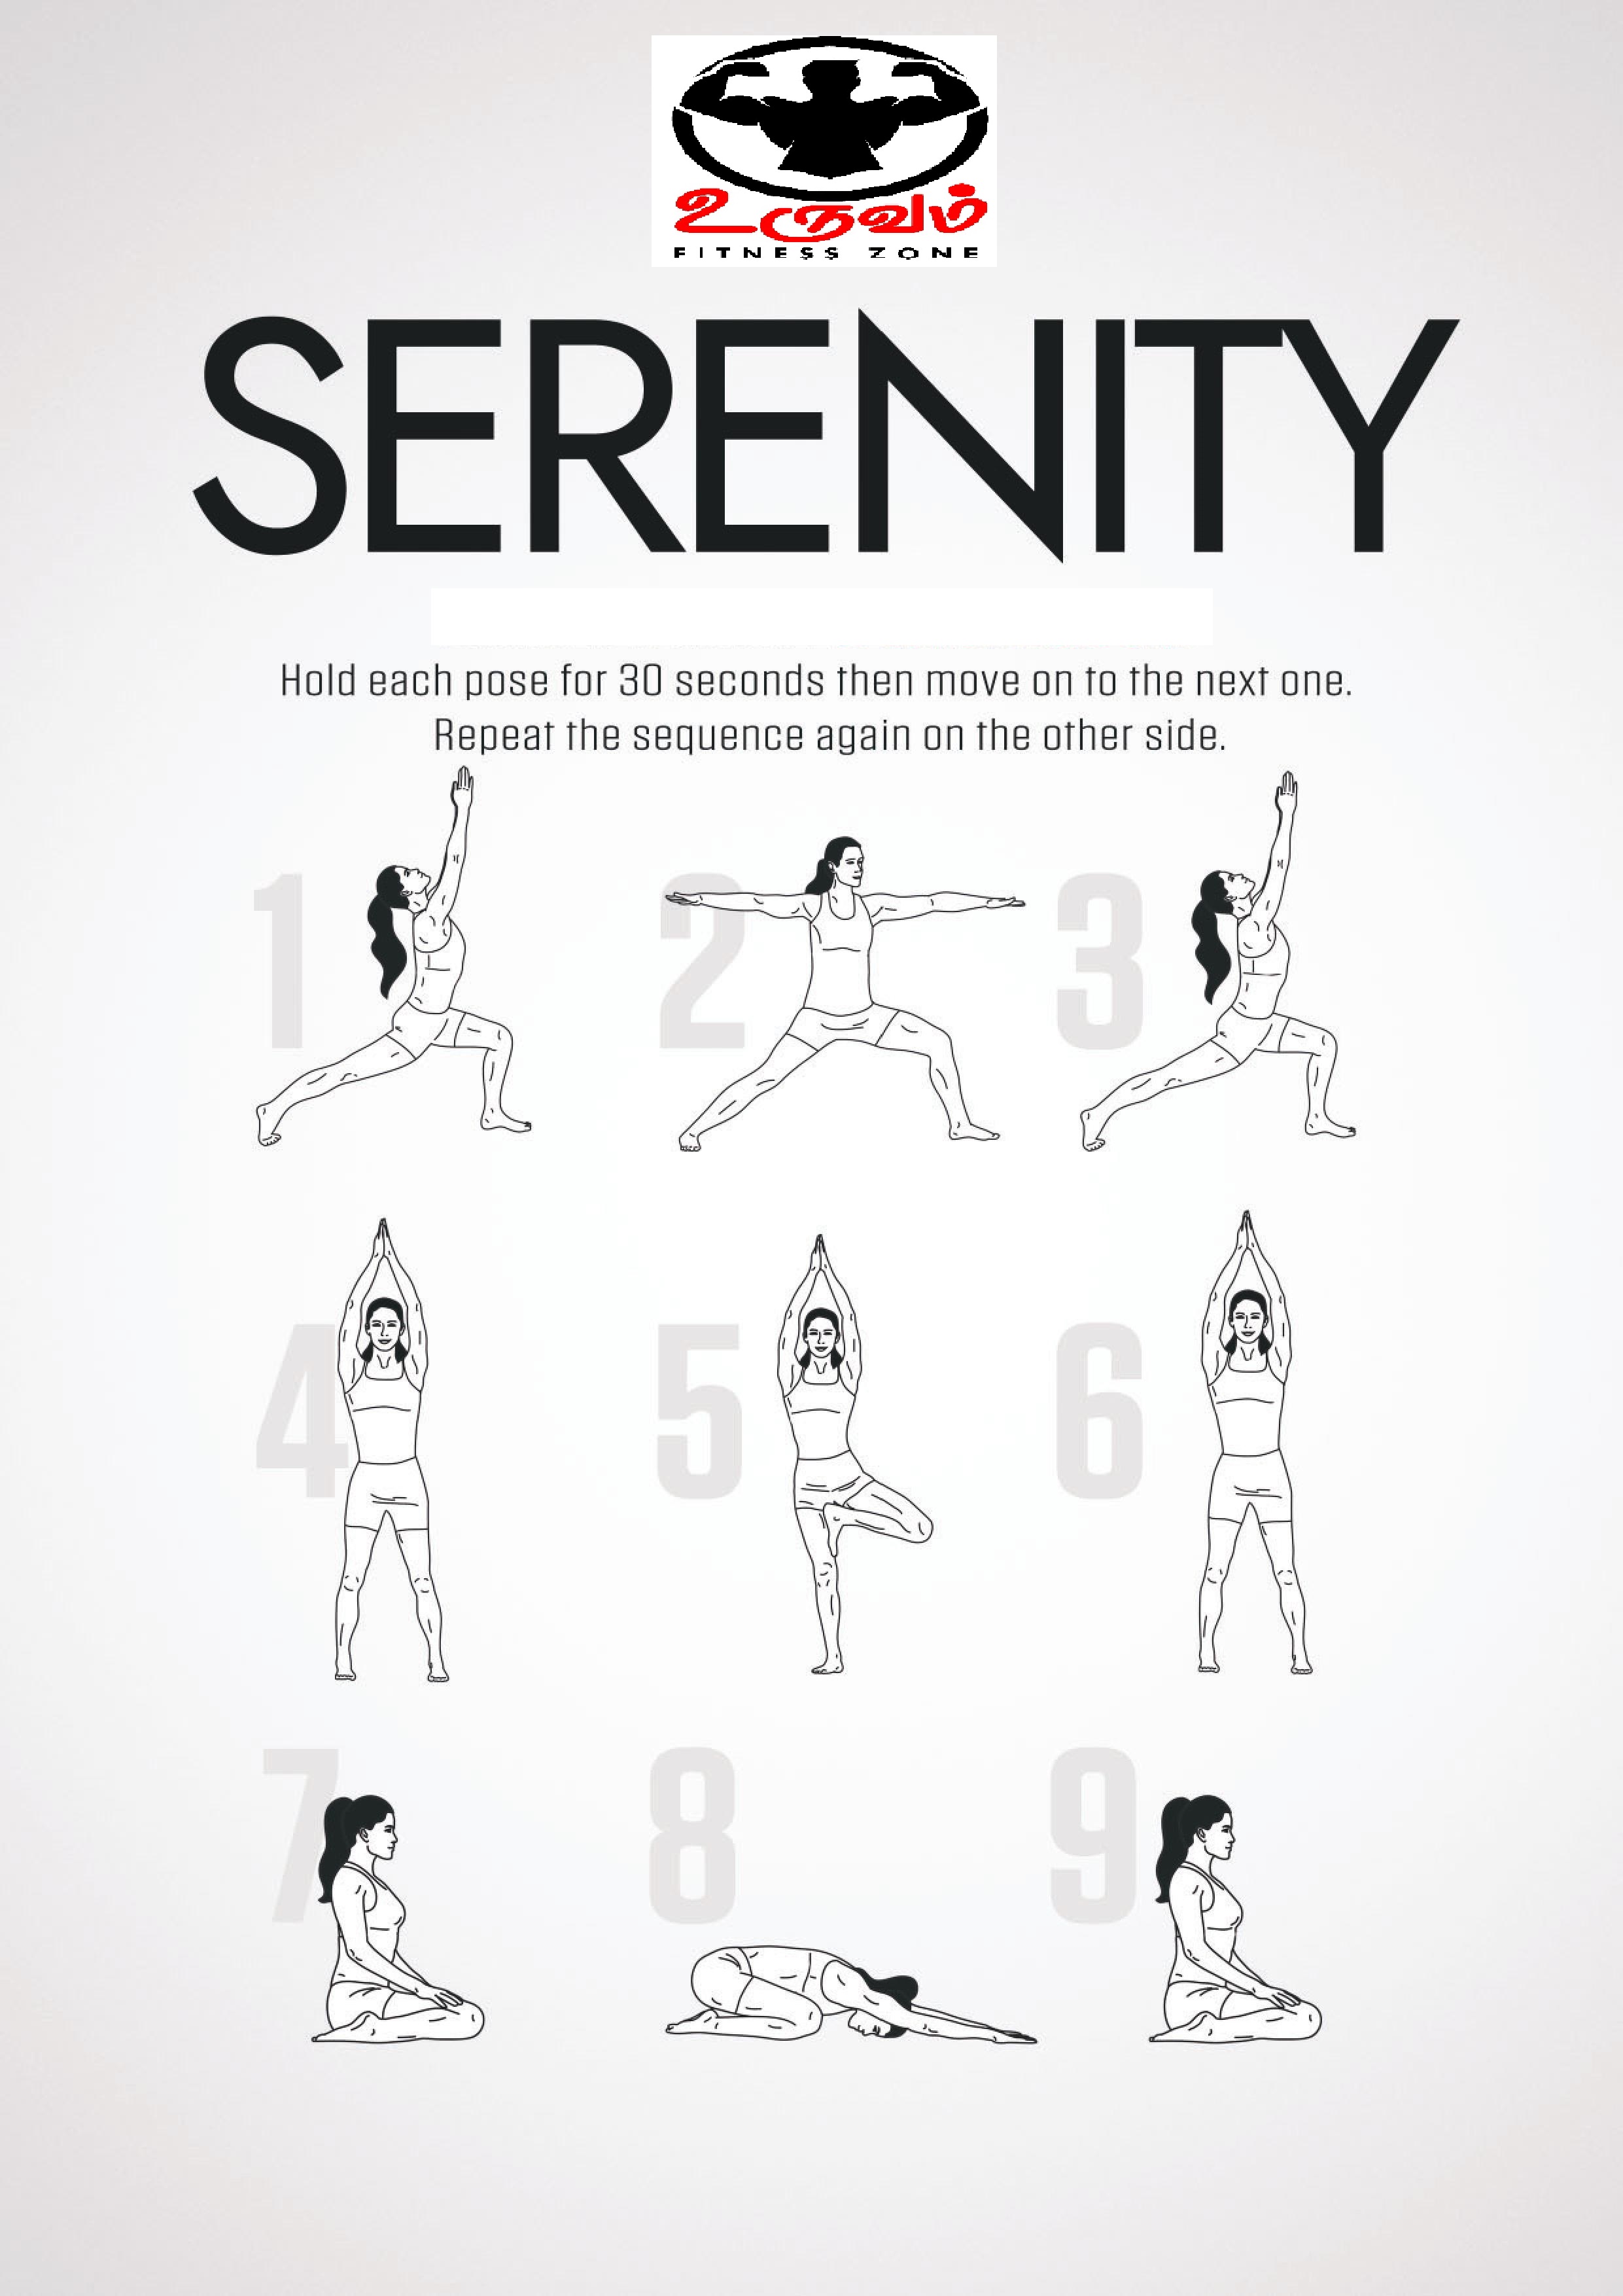 உருவம்
FITNESS ZONE
SERENITY
Hold each pose for 30 seconds then move on to the next one.
Repeat the sequence again on the other side.
1
2
3
4
5
6
7
8
9